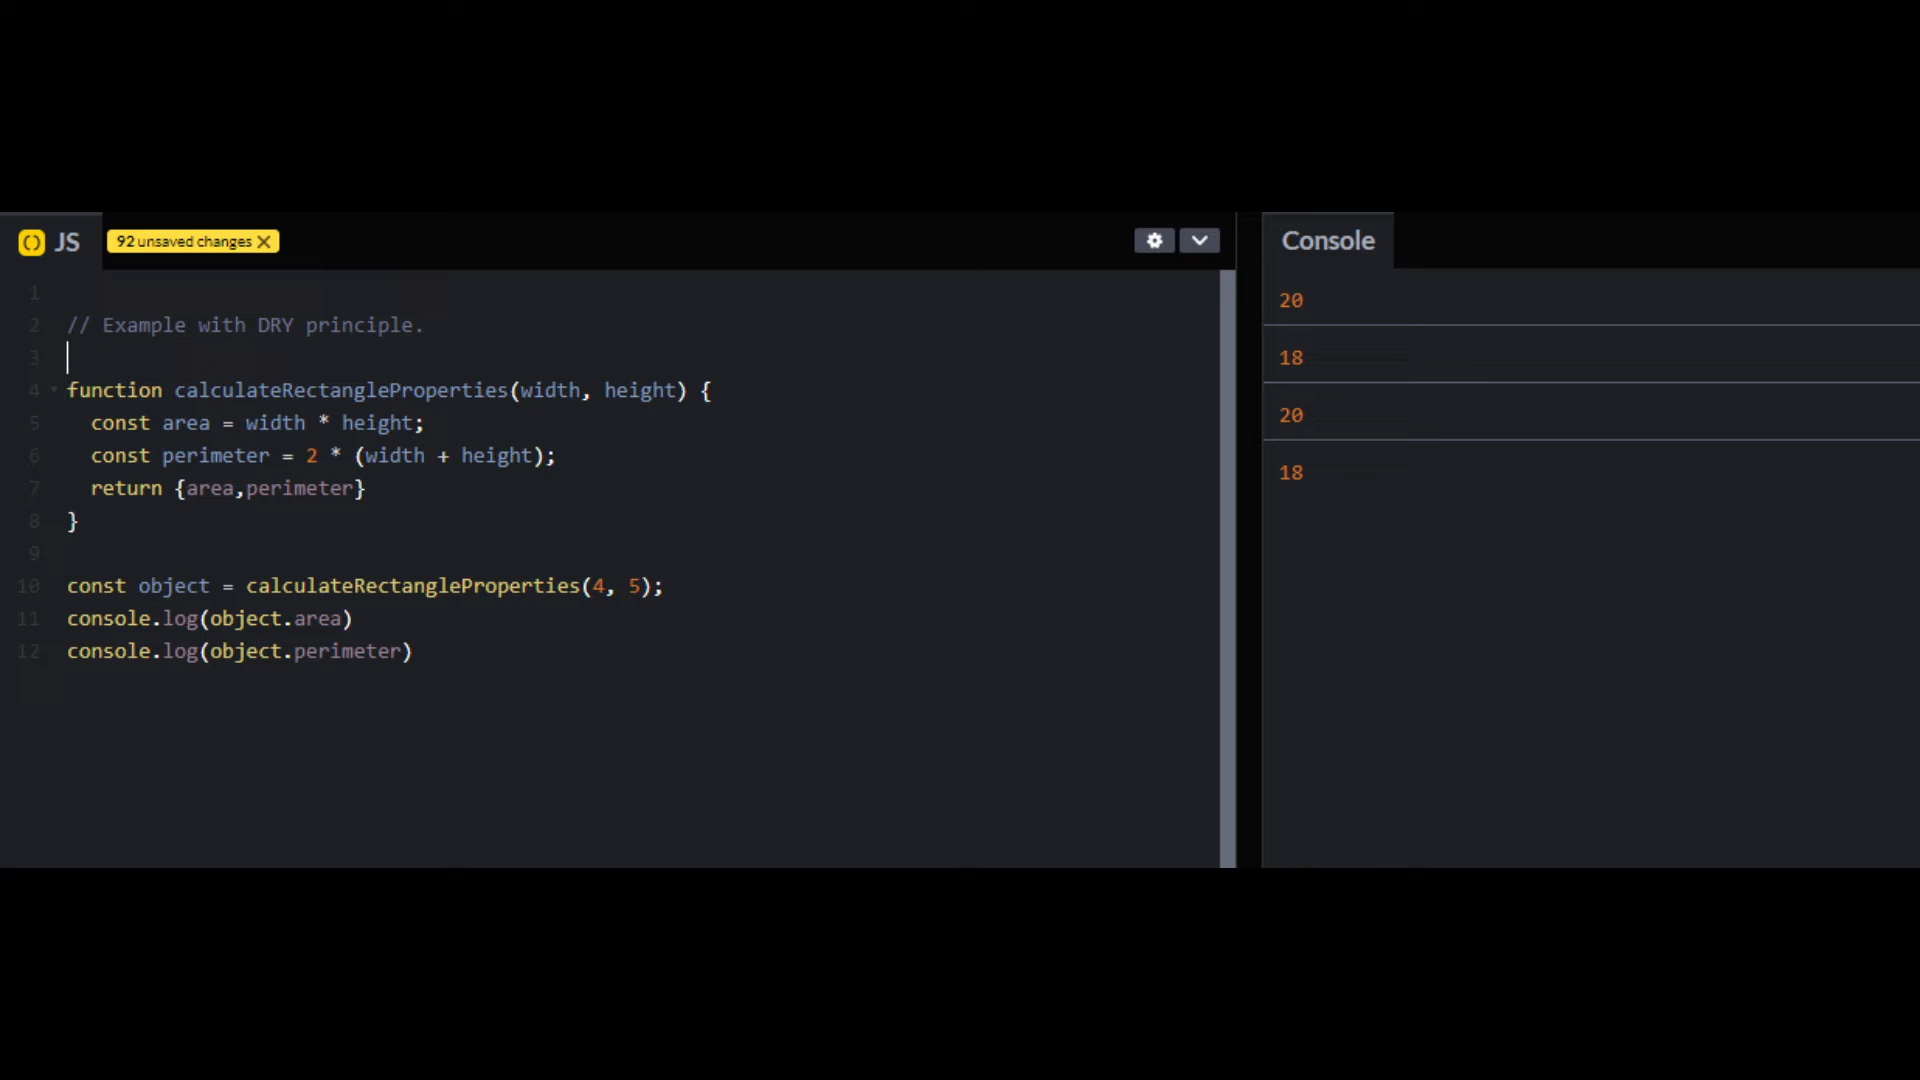 JS 92 unsaved changes
1
2 // Example with DRY principle.
3
4 function calculateRectangleProperties(width, height) {
5 const area = width * height;
6 const perimeter = 2 * (width + height);
7 return {area,perimeter}
8 }
9
10 const object = calculateRectangleProperties(4, 5);
11 console.log(object.area)
12 console.log(object.perimeter)
Console
20
18
20
18